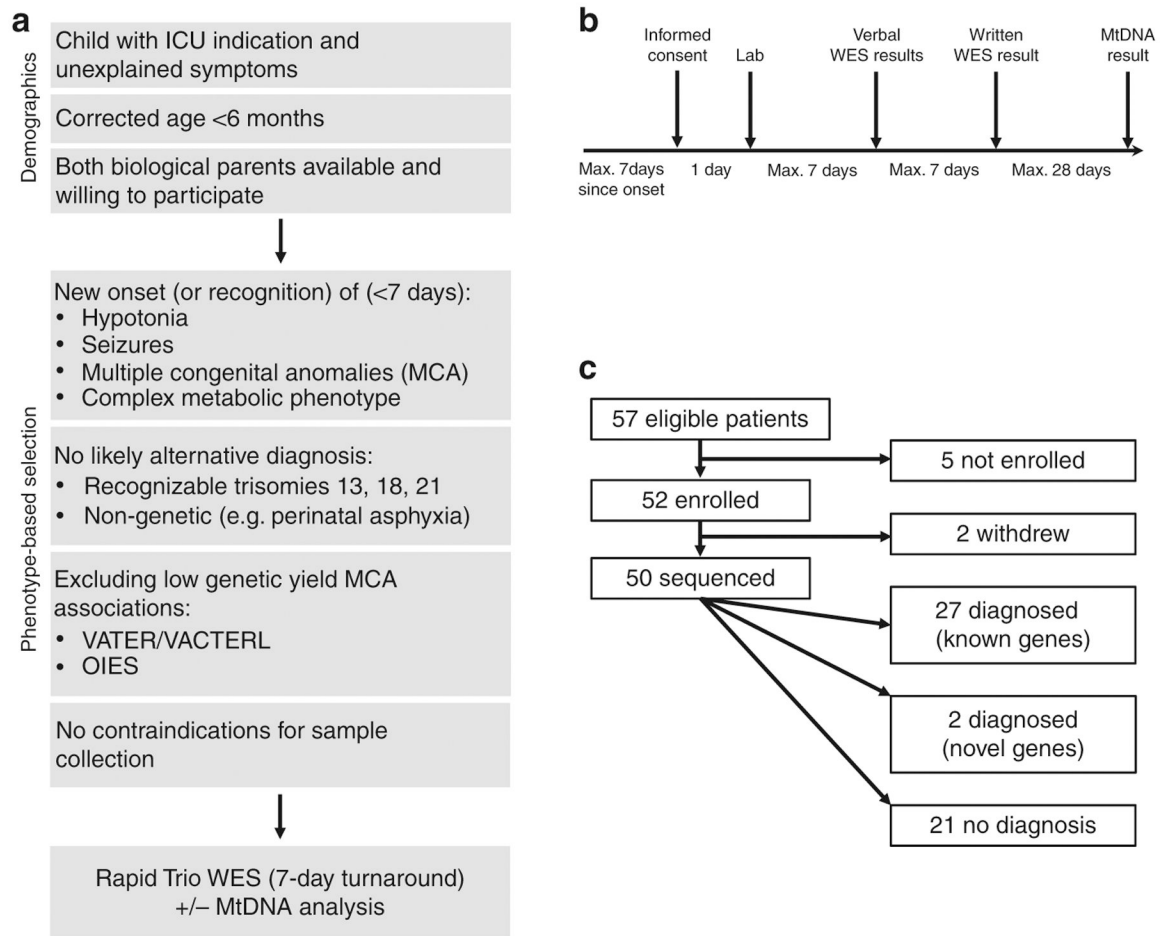 a
Demographics
Child with ICU indication and
unexplained symptoms
Corrected age <6 months
Both biological parents available and
willing to participate
Phenotype-based selection
New onset (or recognition) of (<7 days):
• Hypotonia
• Seizures
• Multiple congenital anomalies (MCA)
• Complex metabolic phenotype
No likely alternative diagnosis:
• Recognizable trisomies 13, 18, 21
• Non-genetic (e.g. perinatal asphyxia)
Excluding low genetic yield MCA
associations:
• VATER/VACTERL
• OIES
No contraindications for sample
collection
Rapid Trio WES (7-day turnaround)
+/– MtDNA analysis
b
Informed
consent
Lab
Verbal
WES results
Written
WES result
MtDNA
result
Max. 7days
since onset
1 day
Max. 7 days
Max. 7 days
Max. 28 days
c
57 eligible patients
5 not enrolled
52 enrolled
2 withdrew
50 sequenced
27 diagnosed
(known genes)
2 diagnosed
(novel genes)
21 no diagnosis